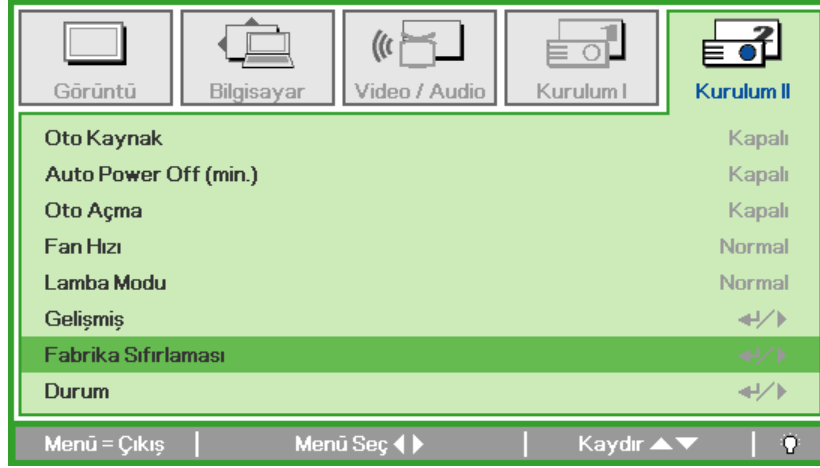 Görüntü
Bilgisayar
Video / Audio
Kurulum I
Kurulum II
Oto Kaynak Kapalı
Auto Power Off (min.) Kapalı
Oto Açma Kapalı
Fan Hızı Normal
Lamba Modu Normal
Gelişmiş
Fabrika Sıfırlaması
Durum
Menü = Çıkış | Menü Seç | Kaydır